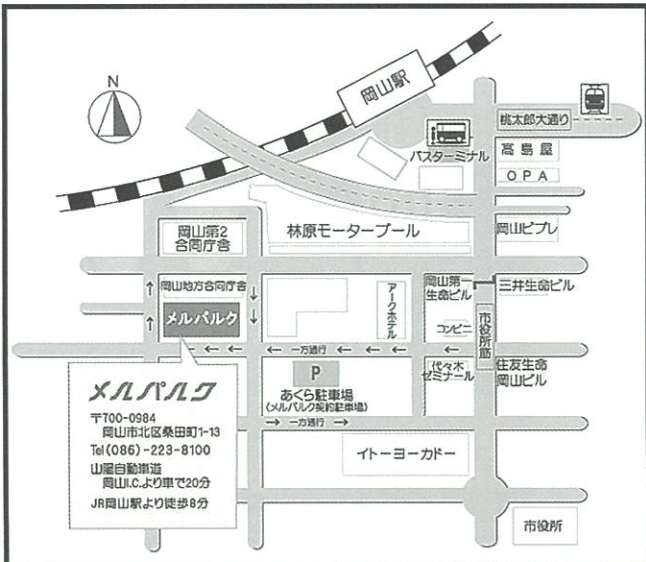 N
岡山駅
桃太郎大通り
バスターミナル
高島屋
OPA
岡山第2
合同庁舎
林原モータープール
岡山ビブレ
岡山地方合同庁舎
メルパルク
アークホテル
岡山第一
生命ビル
三井生命ビル
コンビニ
市役所筋
一方通行
P
あくら駐車場
(メルパルク契約駐車場)
代々木
ゼミナール
住友生命
岡山ビル
一方通行
イトーヨーカドー
市役所
メルパルク
〒700-0984
岡山市北区桑田町1-13
Tel(086)-223-8100
山陽自動車道
岡山I.C.より車で20分
JR岡山駅より徒歩8分